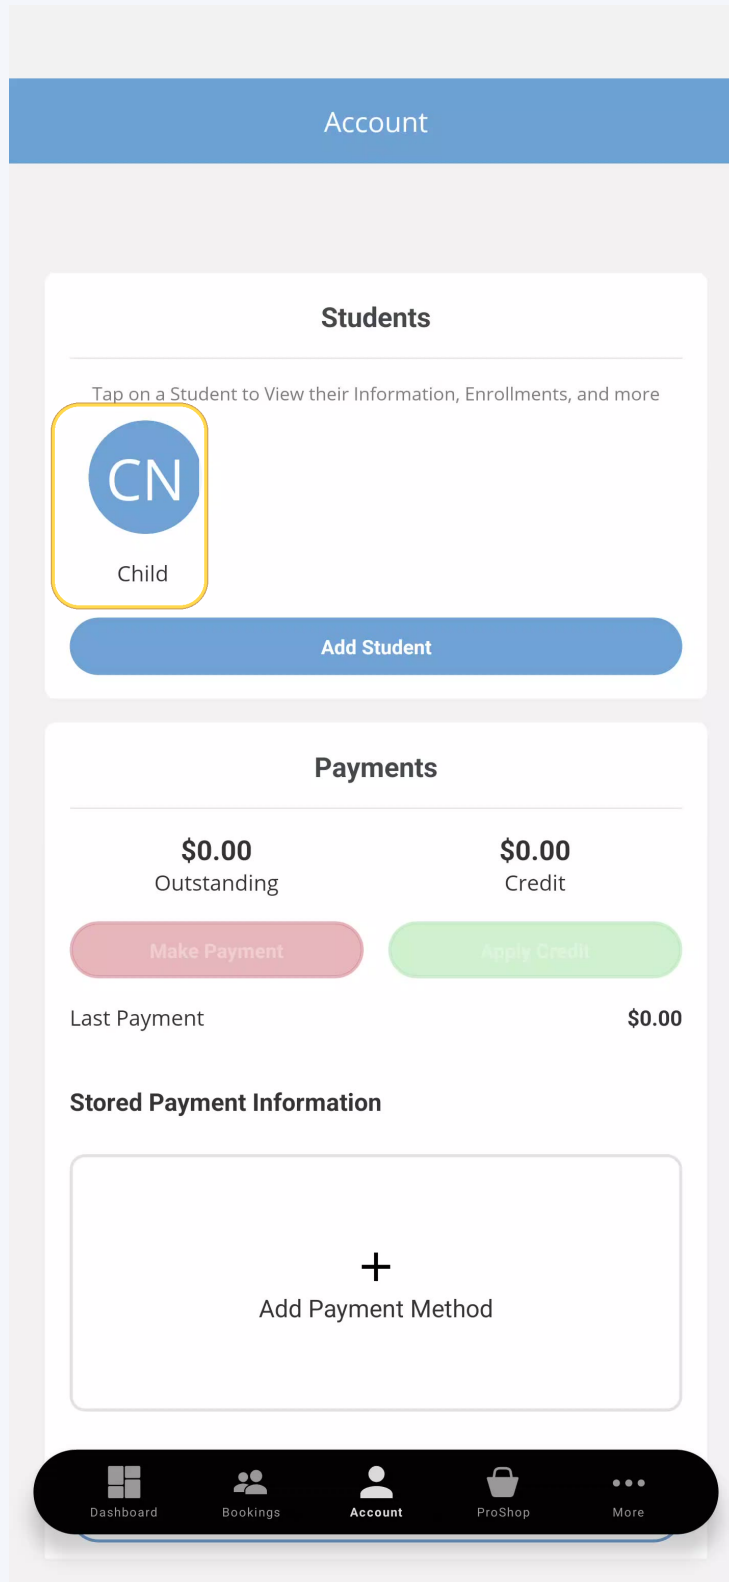 Account
Students
Tap on a Student to View their Information, Enrollments, and more
CN
Child
Add Student
Payments
$0.00 $0.00
Outstanding Credit
Make Payment Apply Credit
Last Payment $0.00
Stored Payment Information
+
Add Payment Method
Dashboard Bookings Account ProShop More